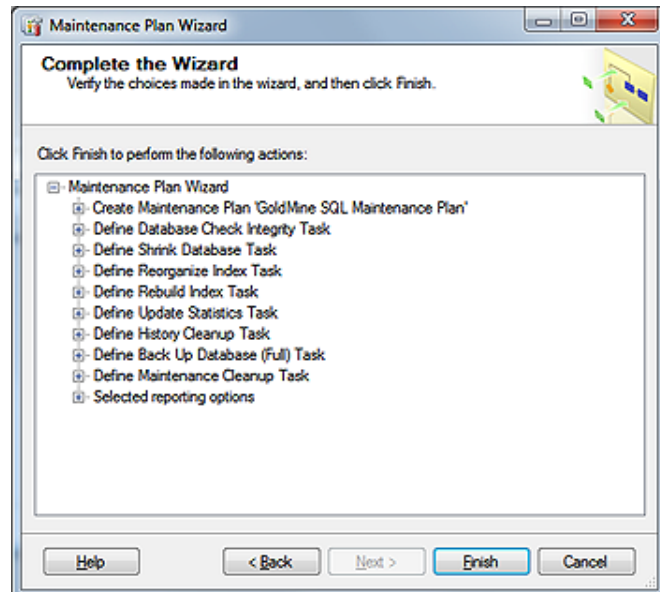 Maintenance Plan Wizard
Complete the Wizard
Verify the choices made in the wizard, and then click Finish.
Click Finish to perform the following actions:
Maintenance Plan Wizard
Create Maintenance Plan 'GoldMine SQL Maintenance Plan'
Define Database Check Integrity Task
Define Shrink Database Task
Define Reorganize Index Task
Define Rebuild Index Task
Define Update Statistics Task
Define History Cleanup Task
Define Back Up Database (Full) Task
Define Maintenance Cleanup Task
Selected reporting options
Help < Back Next > Finish Cancel